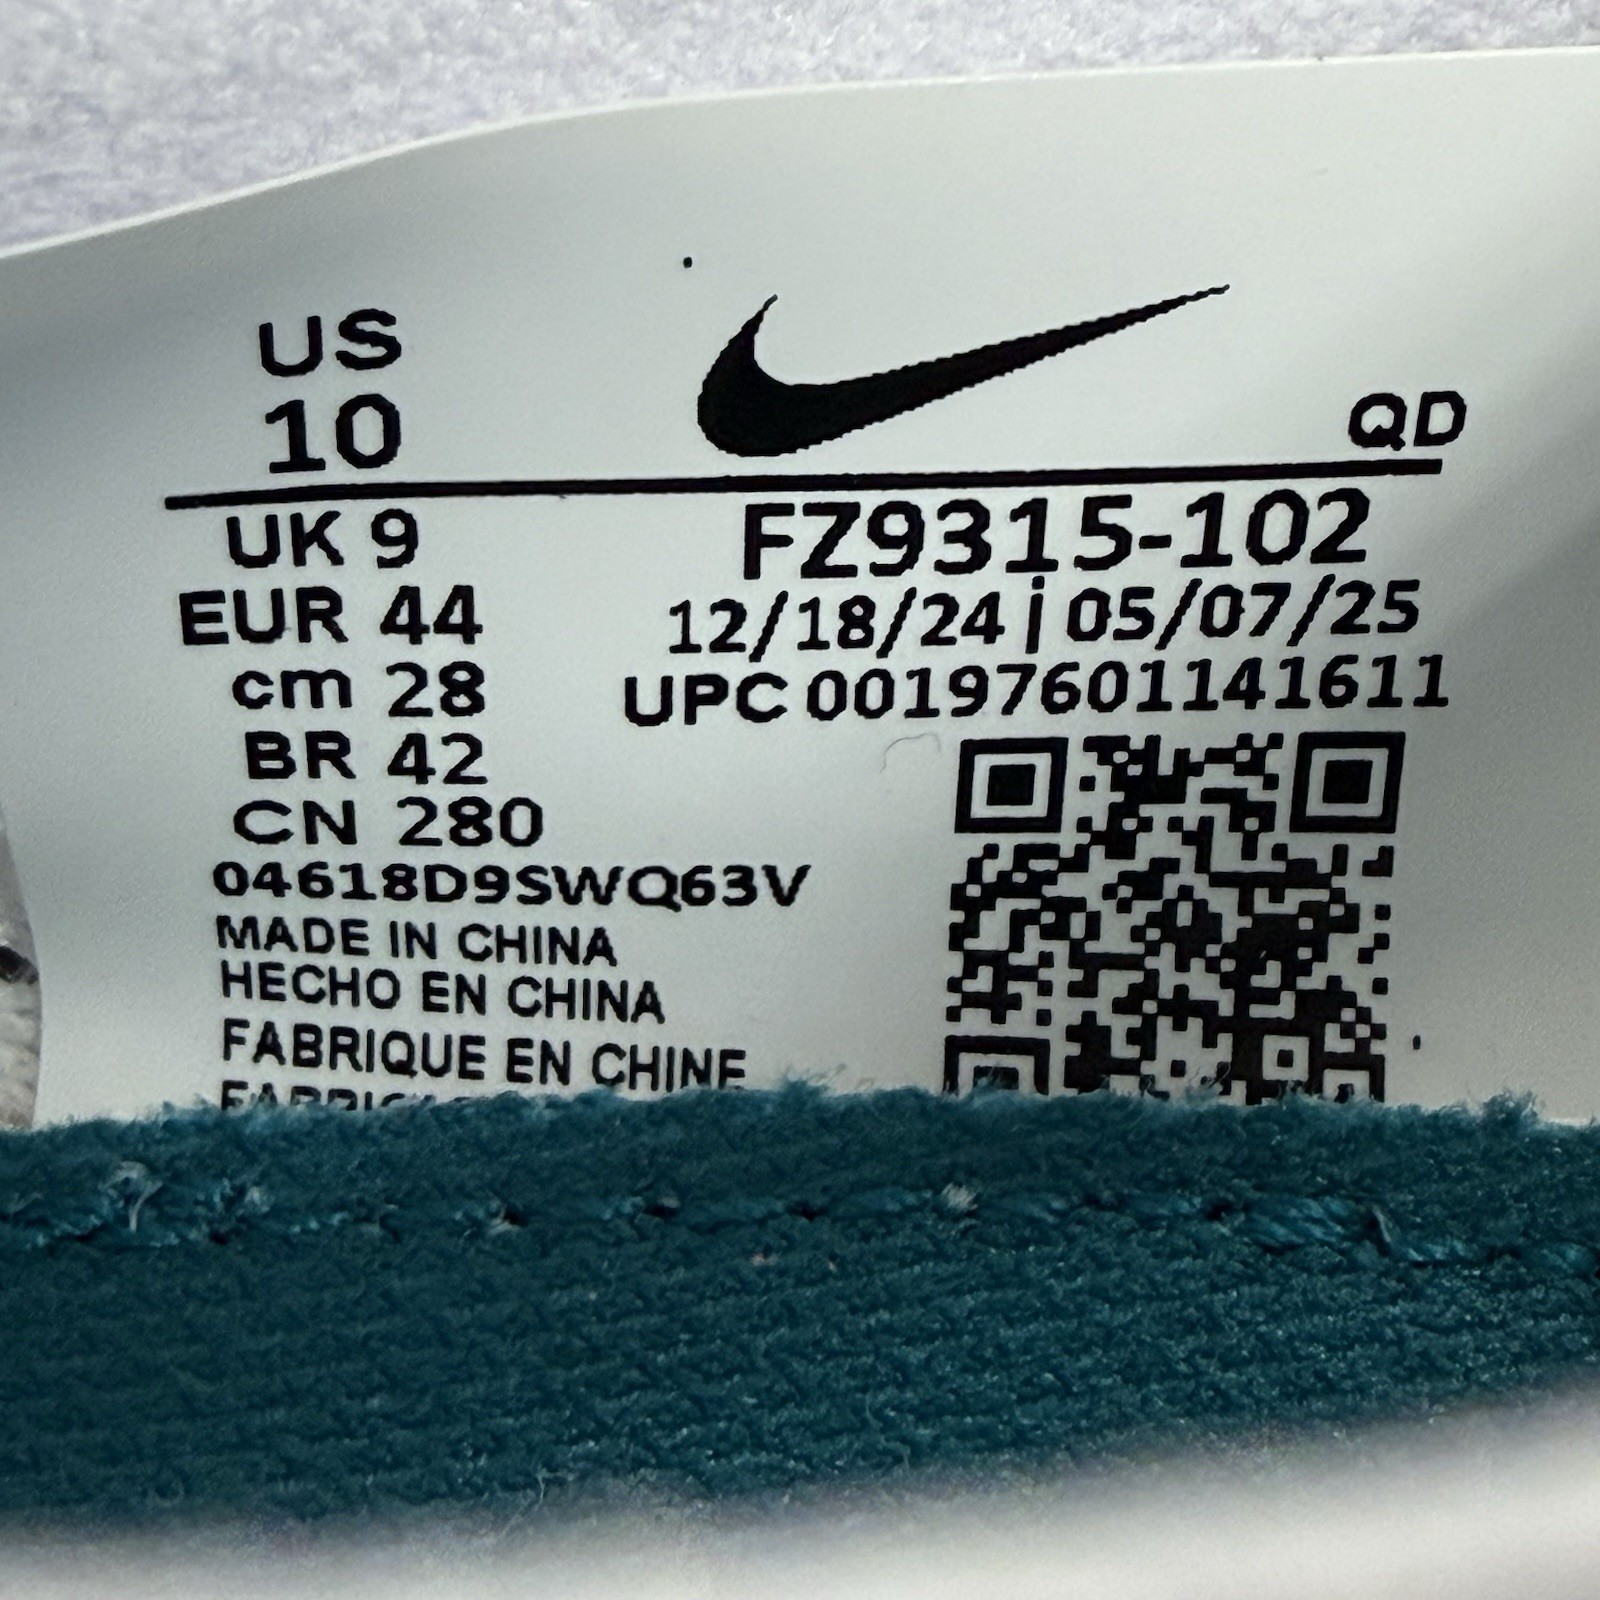 US
10
QD
UK 9
EUR 44
cm 28
BR 42
CN 280
04618D9SWQ63V
MADE IN CHINA
HECHO EN CHINA
FABRIQUE EN CHINE
FZ9315-102
12/18/24 | 05/07/25
UPC 00197601141611